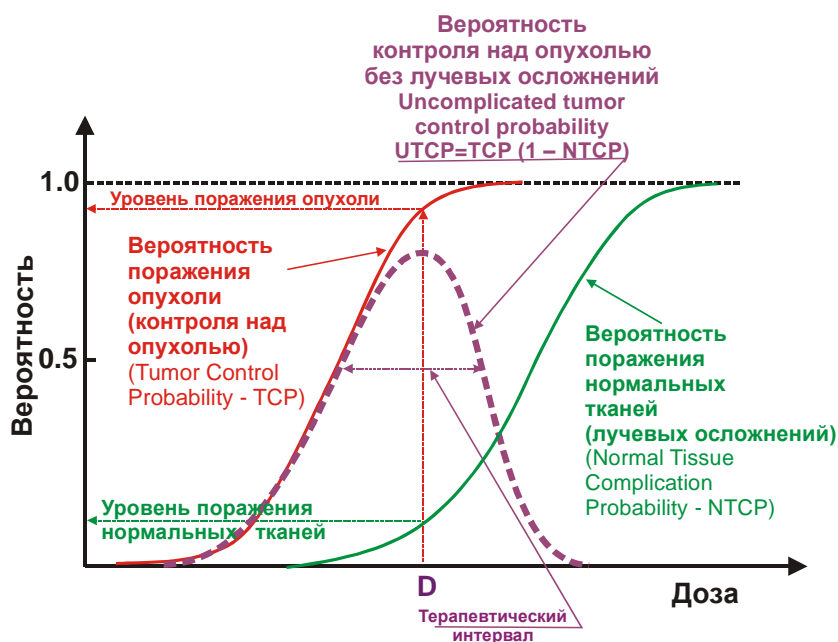 Вероятность
контроля над опухолью
без лучевых осложнений
Uncomplicated tumor
control probability
UTCP=TCP (1 – NTCP)
1.0
Уровень поражения опухоли
Вероятность
поражения
опухоли
(контроля над
опухолью)
(Tumor Control
Probability - TCP)
Вероятность
0.5
Вероятность
поражения
нормальных
тканей
(лучевых осложнений)
(Normal Tissue
Complication
Probability - NTCP)
Уровень поражения
нормальных тканей
D
Доза
Терапевтический
интервал